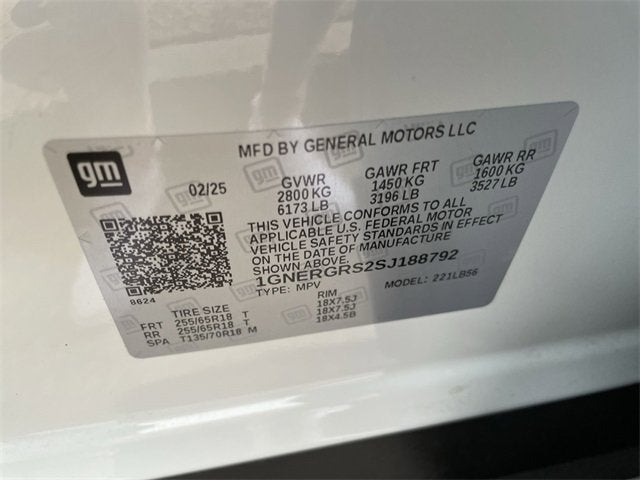 gm
MFD BY GENERAL MOTORS LLC
02/25
GVWR
2800 KG
6173 LB
GAWR FRT
1450 KG
3196 LB
GAWR RR
1600 KG
3527 LB
THIS VEHICLE CONFORMS TO ALL
APPLICABLE U.S. FEDERAL MOTOR
VEHICLE SAFETY STANDARDS IN EFFECT
ON THE DATE OF MANUFACTURE
SHOWN ABOVE.
1GNERGRS2SJ188792
TYPE: MPV
MODEL: 221LB56
8624
TIRE SIZE
RIM
FRT 255/65R18 T 18X7.5J
RR 255/65R18 T 18X7.5J
SPA T135/70R18 M 18X4.5B